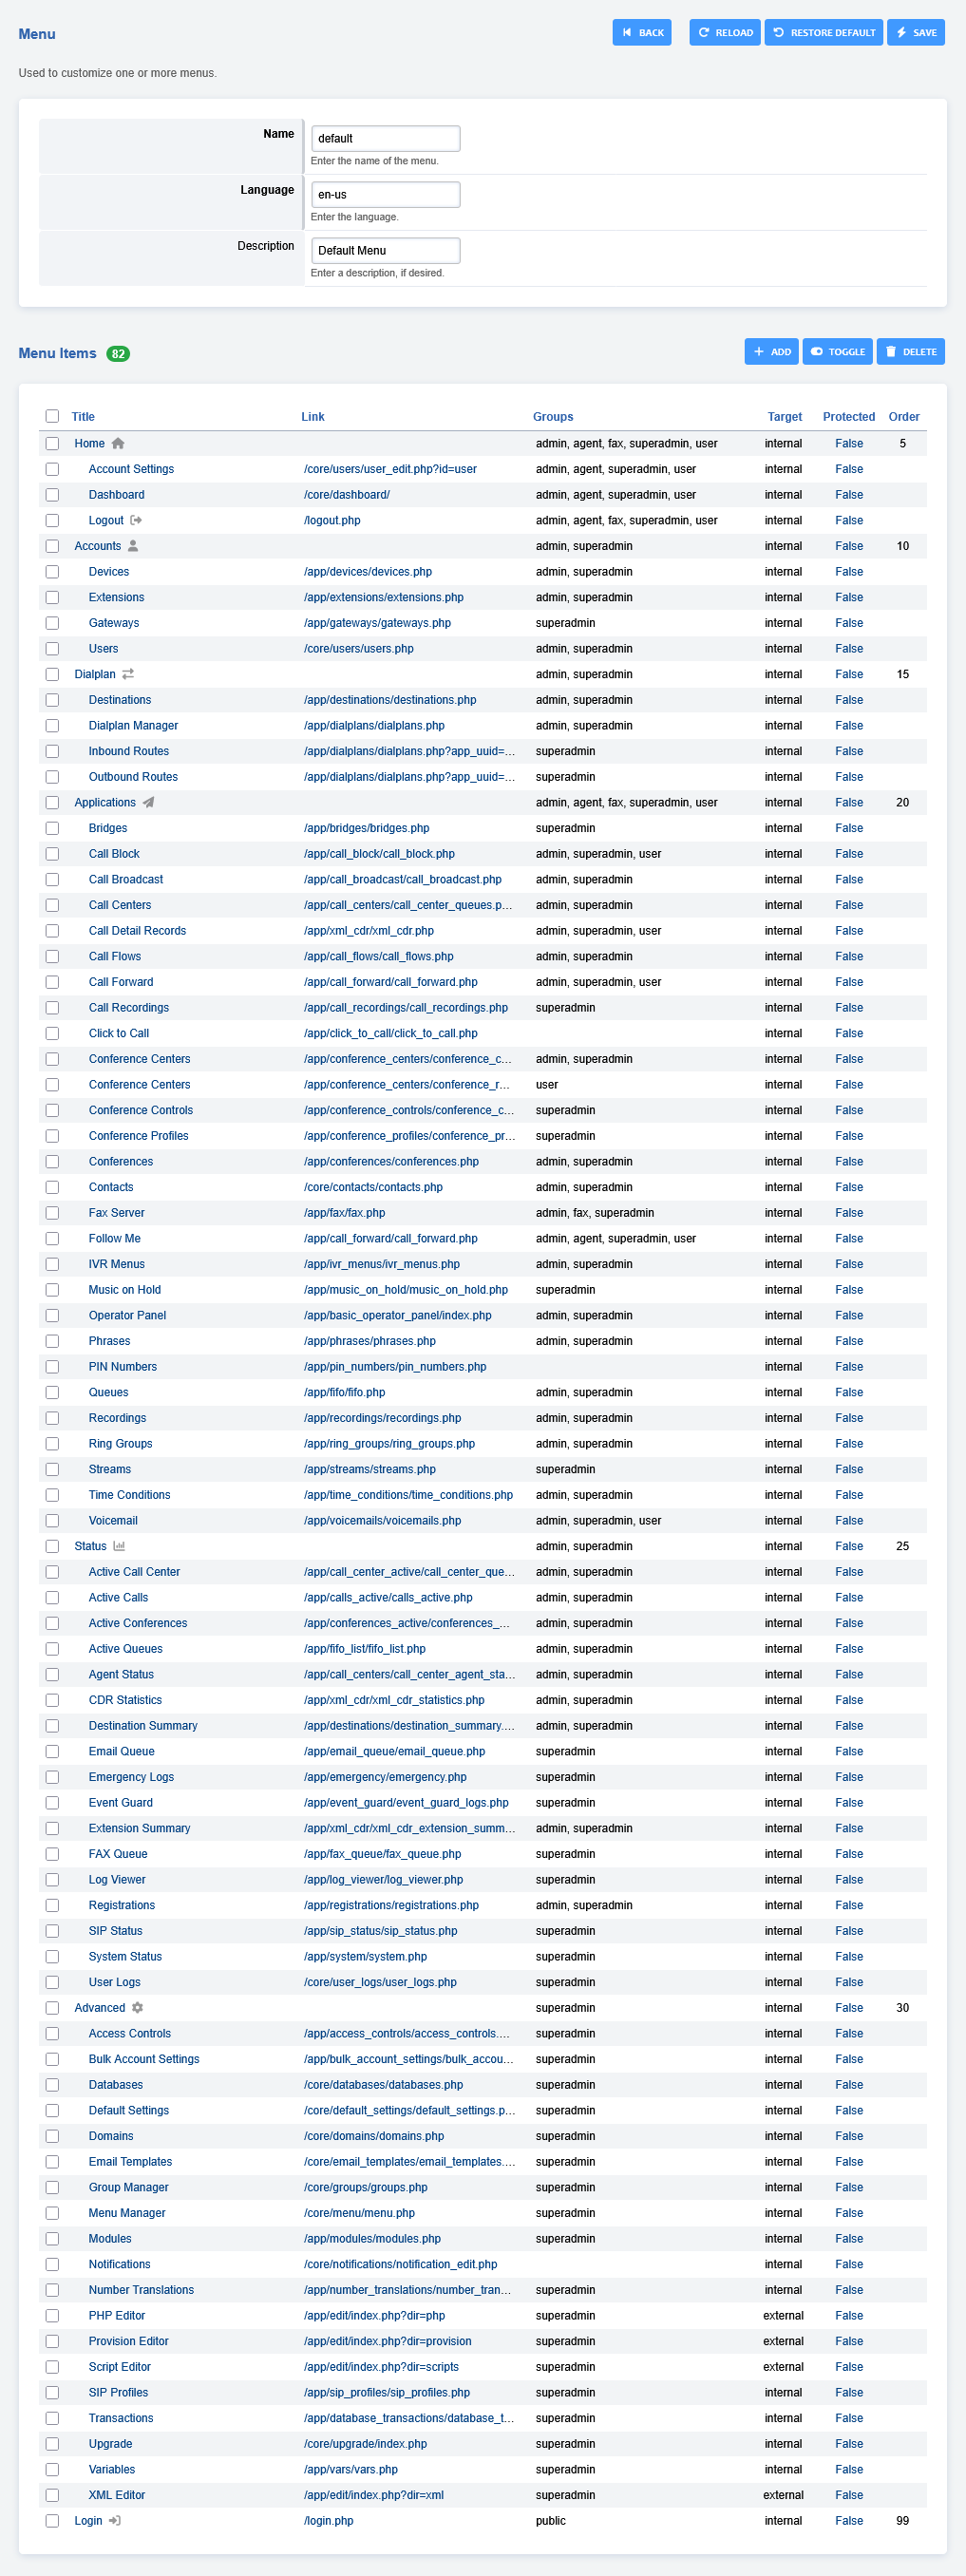 Menu
BACK RELOAD RESTORE DEFAULT SAVE
Used to customize one or more menus.
Name default
Enter the name of the menu.
Language en-us
Enter the language.
Description Default Menu
Enter a description, if desired.
Menu Items 82 ADD TOGGLE DELETE
Title Link Groups Target Protected Order
Home admin, agent, fax, superadmin, user internal False 5
Account Settings /core/users/user_edit.php?id=user admin, agent, superadmin, user internal False
Dashboard /core/dashboard/ admin, agent, superadmin, user internal False
Logout /logout.php admin, agent, fax, superadmin, user internal False
Accounts admin, superadmin internal False 10
Devices /app/devices/devices.php admin, superadmin internal False
Extensions /app/extensions/extensions.php admin, superadmin internal False
Gateways /app/gateways/gateways.php superadmin internal False
Users /core/users/users.php admin, superadmin internal False
Dialplan admin, superadmin internal False 15
Destinations /app/destinations/destinations.php admin, superadmin internal False
Dialplan Manager /app/dialplans/dialplans.php admin, superadmin internal False
Inbound Routes /app/dialplans/dialplans.php?app_uuid=... superadmin internal False
Outbound Routes /app/dialplans/dialplans.php?app_uuid=... superadmin internal False
Applications admin, agent, fax, superadmin, user internal False 20
Bridges /app/bridges/bridges.php superadmin internal False
Call Block /app/call_block/call_block.php admin, superadmin, user internal False
Call Broadcast /app/call_broadcast/call_broadcast.php admin, superadmin internal False
Call Centers /app/call_centers/call_center_queues.p... admin, superadmin internal False
Call Detail Records /app/xml_cdr/xml_cdr.php admin, superadmin, user internal False
Call Flows /app/call_flows/call_flows.php admin, superadmin internal False
Call Forward /app/call_forward/call_forward.php admin, superadmin, user internal False
Call Recordings /app/call_recordings/call_recordings.php superadmin internal False
Click to Call /app/click_to_call/click_to_call.php internal False
Conference Centers /app/conference_centers/conference_c... admin, superadmin internal False
Conference Centers /app/conference_centers/conference_r... user internal False
Conference Controls /app/conference_controls/conference_c... superadmin internal False
Conference Profiles /app/conference_profiles/conference_pr... superadmin internal False
Conferences /app/conferences/conferences.php admin, superadmin internal False
Contacts /core/contacts/contacts.php admin, superadmin internal False
Fax Server /app/fax/fax.php admin, fax, superadmin internal False
Follow Me /app/call_forward/call_forward.php admin, agent, superadmin, user internal False
IVR Menus /app/ivr_menus/ivr_menus.php admin, superadmin internal False
Music on Hold /app/music_on_hold/music_on_hold.php superadmin internal False
Operator Panel /app/basic_operator_panel/index.php admin, superadmin internal False
Phrases /app/phrases/phrases.php admin, superadmin internal False
PIN Numbers /app/pin_numbers/pin_numbers.php internal False
Queues /app/fifo/fifo.php admin, superadmin internal False
Recordings /app/recordings/recordings.php admin, superadmin internal False
Ring Groups /app/ring_groups/ring_groups.php admin, superadmin internal False
Streams /app/streams/streams.php superadmin internal False
Time Conditions /app/time_conditions/time_conditions.php admin, superadmin internal False
Voicemail /app/voicemails/voicemails.php admin, superadmin, user internal False
Status admin, superadmin internal False 25
Active Call Center /app/call_center_active/call_center_que... admin, superadmin internal False
Active Calls /app/calls_active/calls_active.php admin, superadmin internal False
Active Conferences /app/conferences_active/conferences_... admin, superadmin internal False
Active Queues /app/fifo_list/fifo_list.php admin, superadmin internal False
Agent Status /app/call_centers/call_center_agent_sta... admin, superadmin internal False
CDR Statistics /app/xml_cdr/xml_cdr_statistics.php admin, superadmin internal False
Destination Summary /app/destinations/destination_summary.... admin, superadmin internal False
Email Queue /app/email_queue/email_queue.php superadmin internal False
Emergency Logs /app/emergency/emergency.php superadmin internal False
Event Guard /app/event_guard/event_guard_logs.php superadmin internal False
Extension Summary /app/xml_cdr/xml_cdr_extension_summ... admin, superadmin internal False
FAX Queue /app/fax_queue/fax_queue.php superadmin internal False
Log Viewer /app/log_viewer/log_viewer.php superadmin internal False
Registrations /app/registrations/registrations.php admin, superadmin internal False
SIP Status /app/sip_status/sip_status.php superadmin internal False
System Status /app/system/system.php superadmin internal False
User Logs /core/user_logs/user_logs.php superadmin internal False
Advanced superadmin internal False 30
Access Controls /app/access_controls/access_controls.... superadmin internal False
Bulk Account Settings /app/bulk_account_settings/bulk_accou... superadmin internal False
Databases /core/databases/databases.php superadmin internal False
Default Settings /core/default_settings/default_settings.p... superadmin internal False
Domains /core/domains/domains.php superadmin internal False
Email Templates /core/email_templates/email_templates.... superadmin internal False
Group Manager /core/groups/groups.php superadmin internal False
Menu Manager /core/menu/menu.php superadmin internal False
Modules /app/modules/modules.php superadmin internal False
Notifications /core/notifications/notification_edit.php internal False
Number Translations /app/number_translations/number_tran... superadmin internal False
PHP Editor /app/edit/index.php?dir=php superadmin external False
Provision Editor /app/edit/index.php?dir=provision superadmin external False
Script Editor /app/edit/index.php?dir=scripts superadmin external False
SIP Profiles /app/sip_profiles/sip_profiles.php superadmin internal False
Transactions /app/database_transactions/database_t... superadmin internal False
Upgrade /core/upgrade/index.php superadmin internal False
Variables /app/vars/vars.php superadmin internal False
XML Editor /app/edit/index.php?dir=xml superadmin external False
Login /login.php public internal False 99